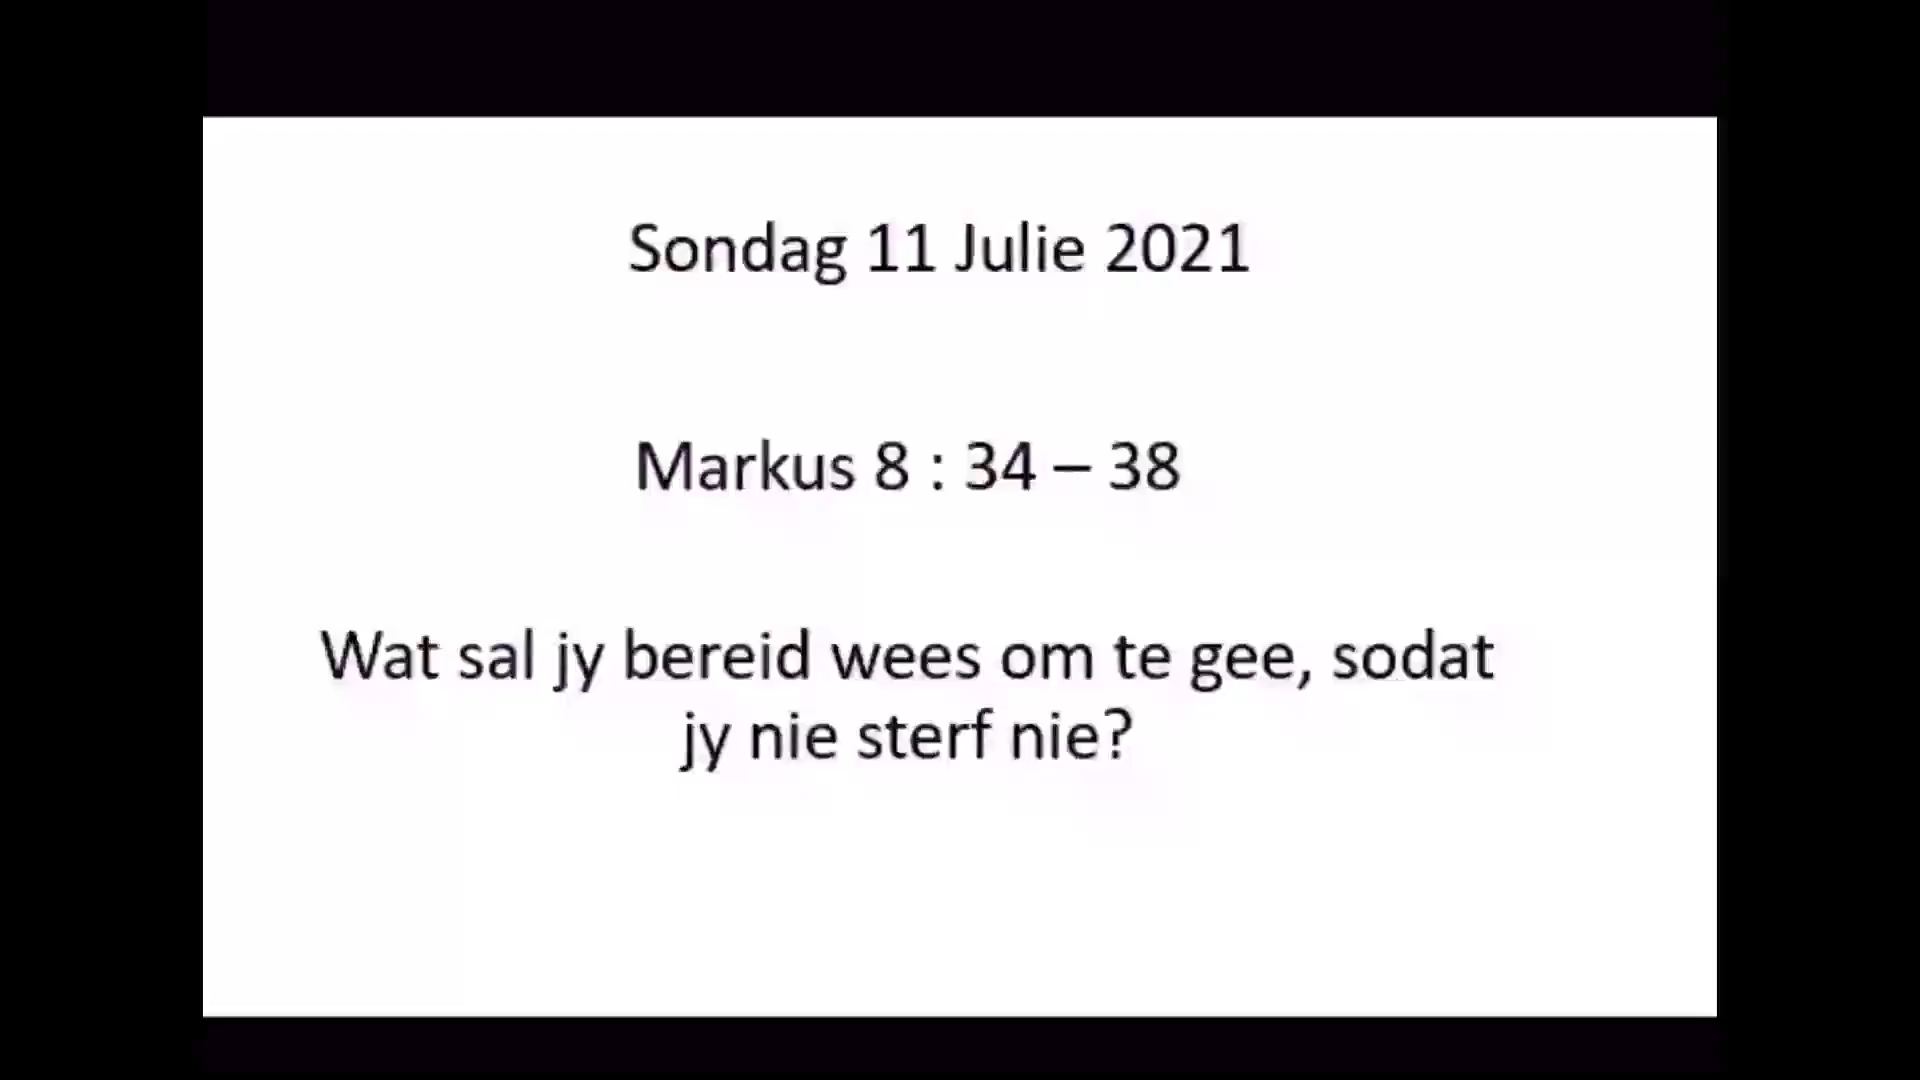 Sondag 11 Julie 2021
Markus 8 : 34 – 38
Wat sal jy bereid wees om te gee, sodat
jy nie sterf nie?